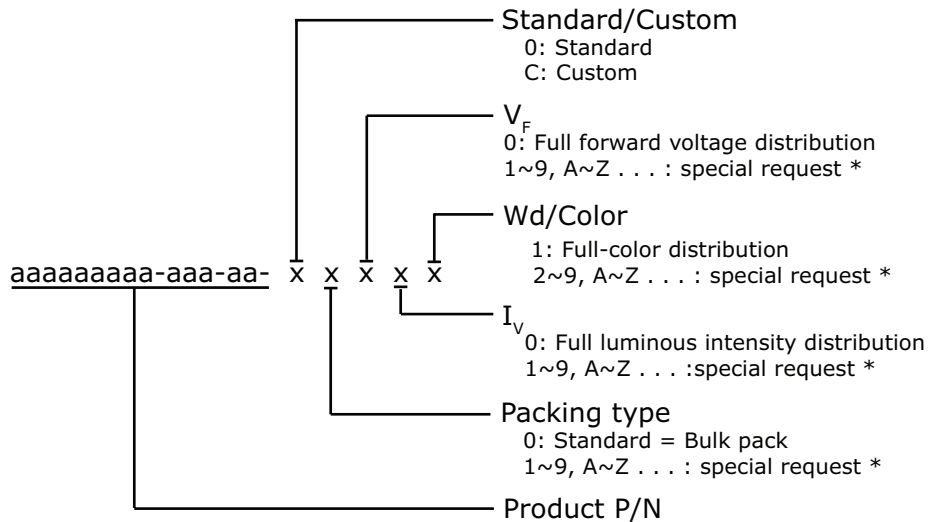 Standard/Custom
0: Standard
C: Custom
VF
0: Full forward voltage distribution
1~9, A~Z . . . : special request *
Wd/Color
1: Full-color distribution
2~9, A~Z . . . : special request *
aaaaaaaaa-aaa-aa- x x x x x
IV
0: Full luminous intensity distribution
1~9, A~Z . . . :special request *
Packing type
0: Standard = Bulk pack
1~9, A~Z . . . : special request *
Product P/N